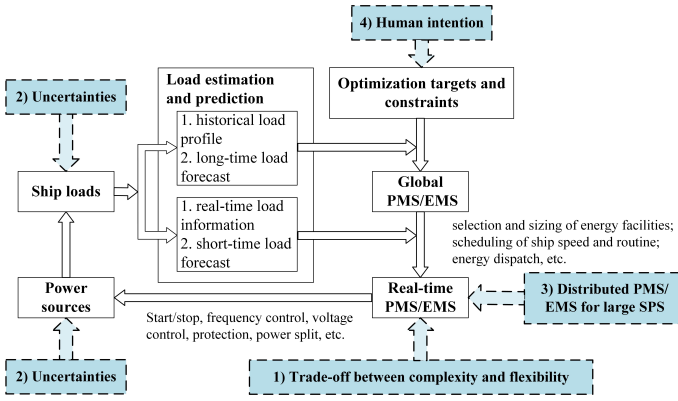 4) Human intention
Load estimation
and prediction
Optimization targets and
constraints
2) Uncertainties
1. historical load
profile
2. long-time load
forecast
Ship loads
Global
PMS/EMS
1. real-time load
information
2. short-time load
forecast
selection and sizing of energy facilities;
scheduling of ship speed and routine;
energy dispatch, etc.
Power
sources
Real-time
PMS/EMS
3) Distributed PMS/
EMS for large SPS
Start/stop, frequency control, voltage
control, protection, power split, etc.
2) Uncertainties
1) Trade-off between complexity and flexibility